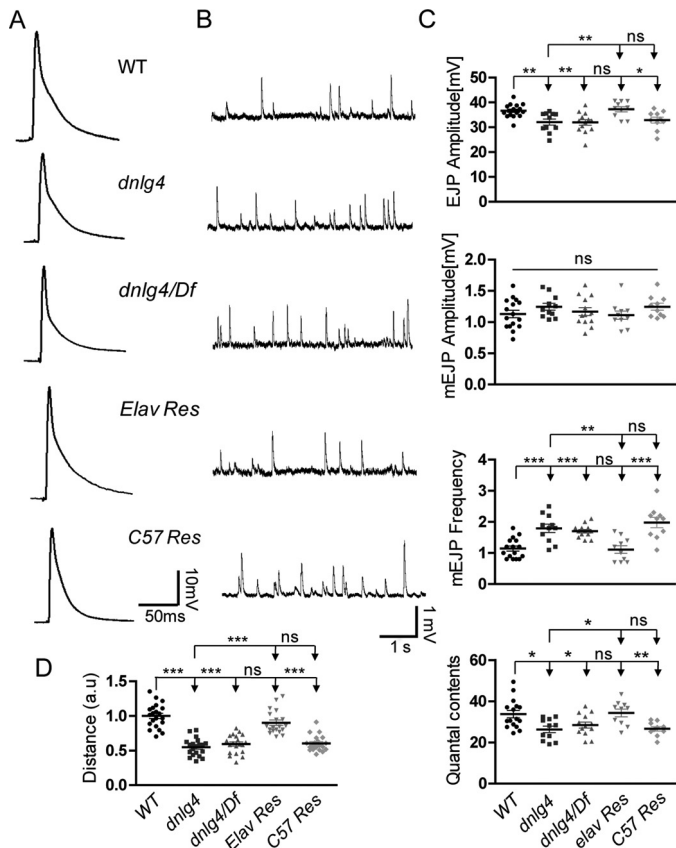 A
B
C
WT
dnlg4
dnlg4/Df
Elav Res
C57 Res
10mV
50ms
1 mV
1 s
ns
**
** ** ns *
EJP Amplitude[mV]
50
40
30
20
10
0
ns
mEJP Amplitude[mV]
2.0
1.5
1.0
0.5
0.0
ns
**
*** *** ns ***
mEJP Frequency
4
3
2
1
0
ns
*
* * ns **
Quantal contents
60
40
20
0
WT
dnlg4
dnlg4/Df
elav Res
C57 Res
D
*** ns
*** *** ns ***
Distance (a.u)
1.5
1.0
0.5
0.0
WT
dnlg4
dnlg4/Df
Elav Res
C57 Res